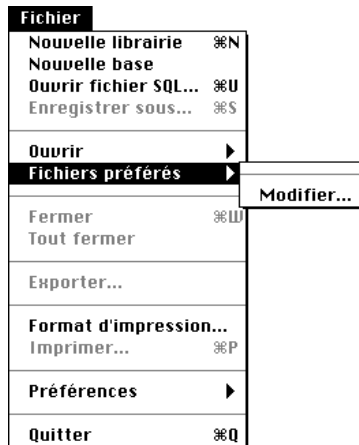 Fichier
Nouvelle librairie ⌘N
Nouvelle base
Ouvrir fichier SQL... ⌘U
Enregistrer sous... ⌘S
Ouvrir ▶
Fichiers préférés ▶
Modifier...
Fermer ⌘W
Tout fermer
Exporter...
Format d'impression...
Imprimer... ⌘P
Préférences ▶
Quitter ⌘Q